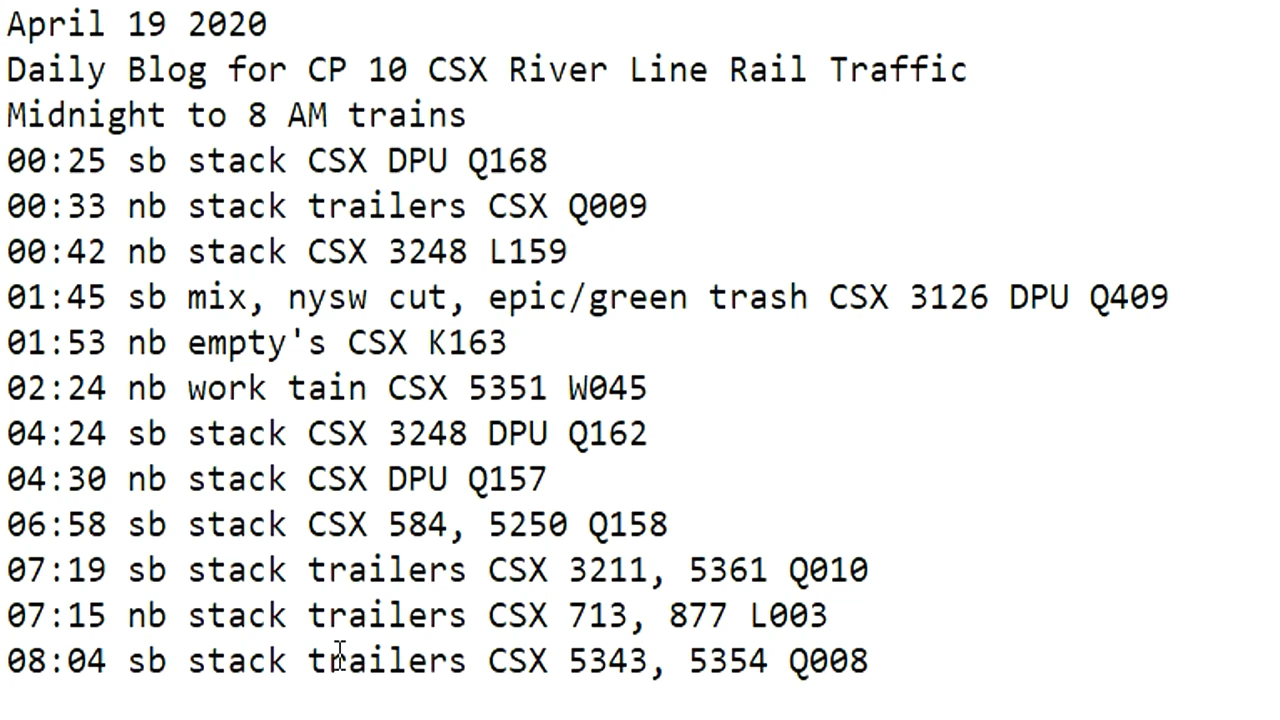 April 19 2020
Daily Blog for CP 10 CSX River Line Rail Traffic
Midnight to 8 AM trains
00:25 sb stack CSX DPU Q168
00:33 nb stack trailers CSX Q009
00:42 nb stack CSX 3248 L159
01:45 sb mix, nysw cut, epic/green trash CSX 3126 DPU Q409
01:53 nb empty's CSX K163
02:24 nb work tain CSX 5351 W045
04:24 sb stack CSX 3248 DPU Q162
04:30 nb stack CSX DPU Q157
06:58 sb stack CSX 584, 5250 Q158
07:19 sb stack trailers CSX 3211, 5361 Q010
07:15 nb stack trailers CSX 713, 877 L003
08:04 sb stack trailers CSX 5343, 5354 Q008